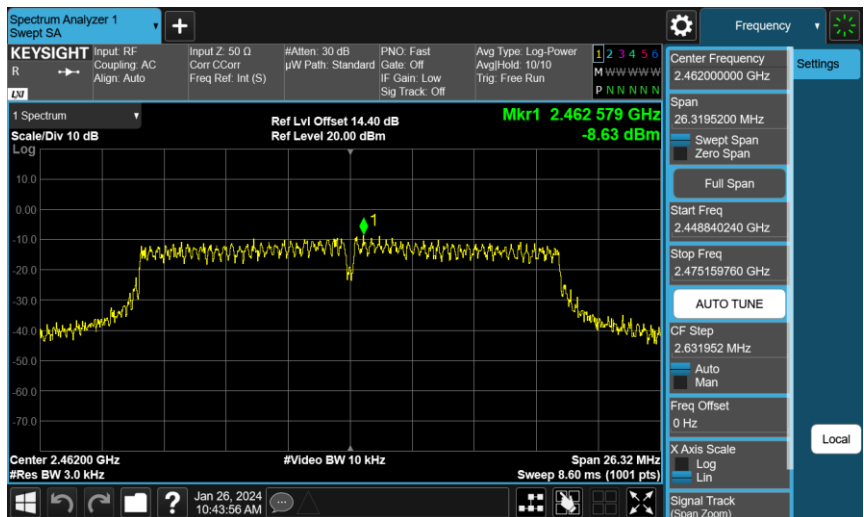 Spectrum Analyzer 1
Swept SA
+
Frequency
KEYSIGHT
R
LXI
Input: RF
Coupling: AC
Align: Auto
Input Z: 50 Ω
Corr CCorr
Freq Ref: Int (S)
#Atten: 30 dB
µW Path: Standard
PNO: Fast
Gate: Off
IF Gain: Low
Sig Track: Off
Avg Type: Log-Power
Avg|Hold: 10/10
Trig: Free Run
1 2 3 4 5 6
M W W W W W
P N N N N N
1 Spectrum
Scale/Div 10 dB
Ref Lvl Offset 14.40 dB
Ref Level 20.00 dBm
Mkr1 2.462 579 GHz
-8.63 dBm
Log
10.0
0.00
-10.0
-20.0
-30.0
-40.0
-50.0
-60.0
-70.0
1
Center 2.46200 GHz
#Res BW 3.0 kHz
#Video BW 10 kHz
Span 26.32 MHz
Sweep 8.60 ms (1001 pts)
?
Jan 26, 2024
10:43:56 AM
Center Frequency
2.462000000 GHz
Span
26.3195200 MHz
Swept Span
Zero Span
Full Span
Start Freq
2.448840240 GHz
Stop Freq
2.475159760 GHz
AUTO TUNE
CF Step
2.631952 MHz
Auto
Man
Freq Offset
0 Hz
X Axis Scale
Log
Lin
Signal Track
(Span Zoom)
Settings
Local